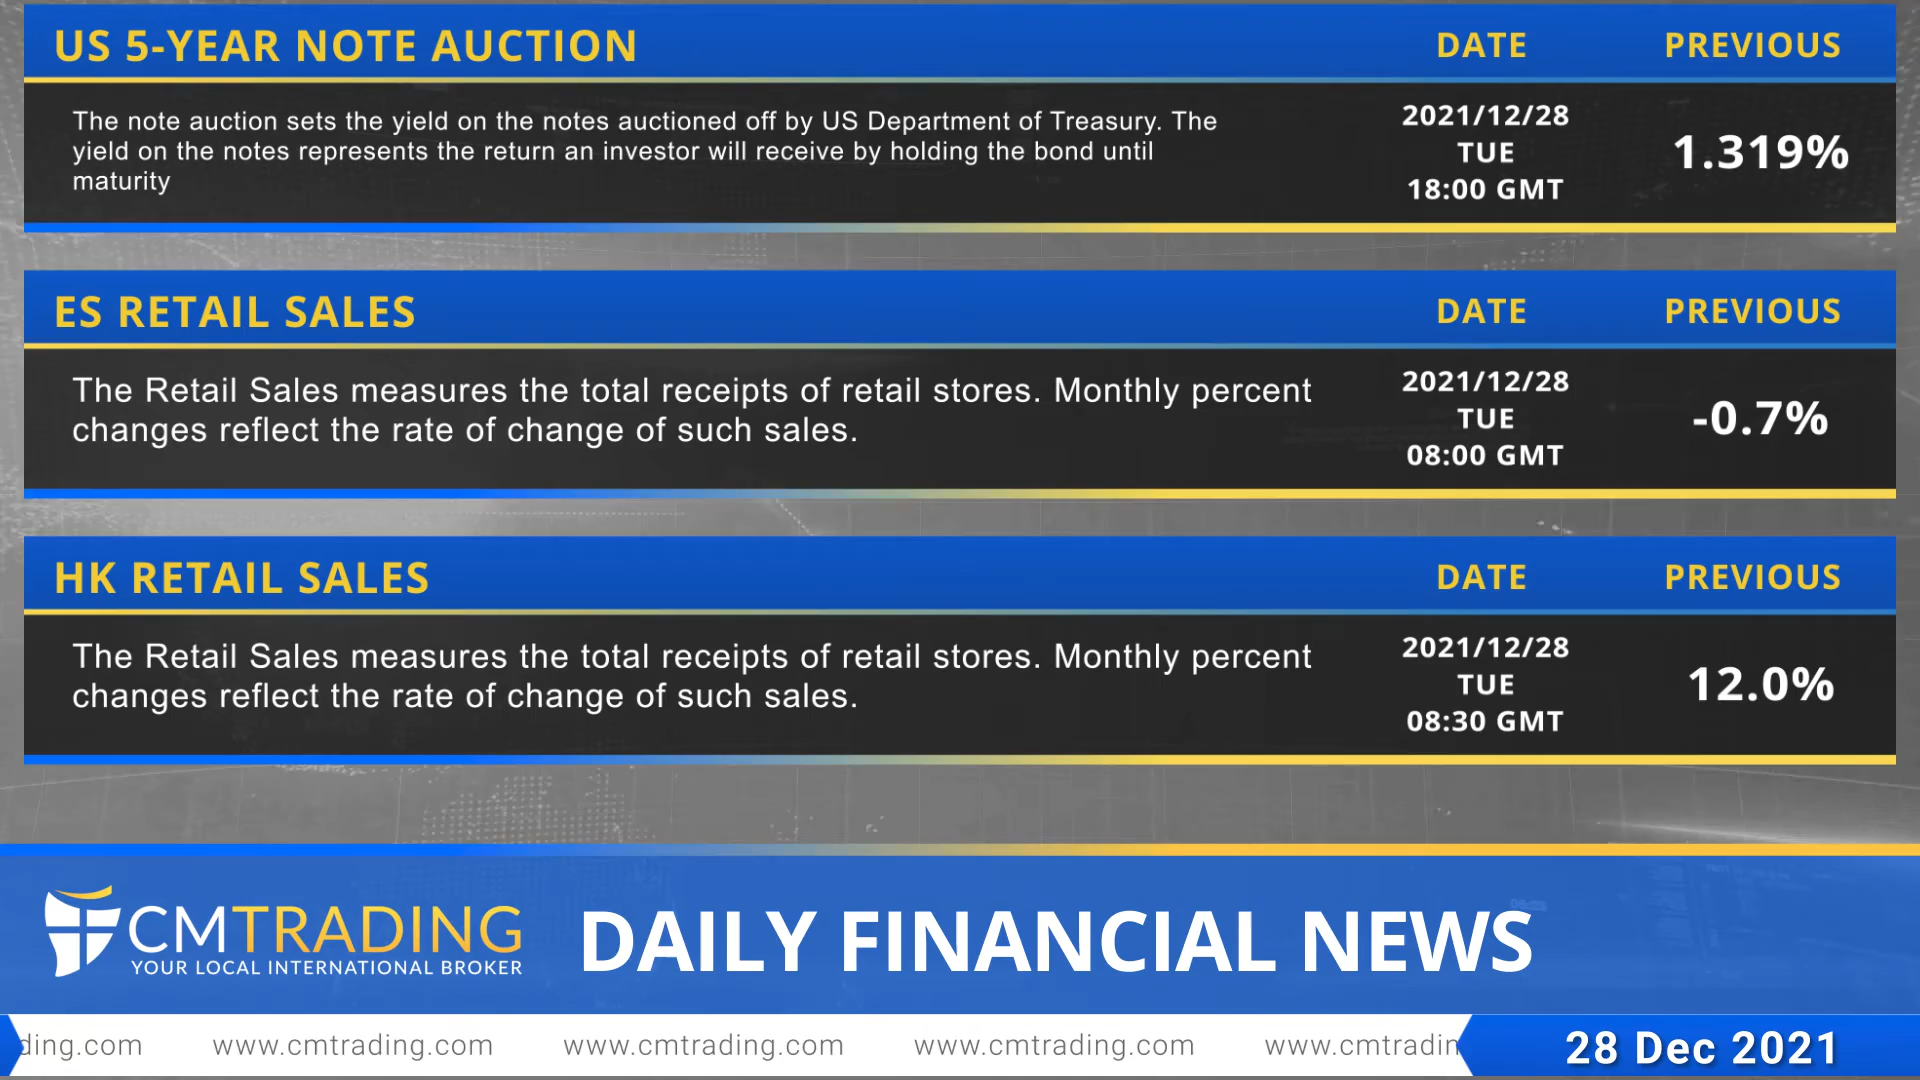 US 5-YEAR NOTE AUCTION DATE PREVIOUS
The note auction sets the yield on the notes auctioned off by US Department of Treasury. The
yield on the notes represents the return an investor will receive by holding the bond until
maturity
2021/12/28
TUE
18:00 GMT
1.319%
ES RETAIL SALES DATE PREVIOUS
The Retail Sales measures the total receipts of retail stores. Monthly percent
changes reflect the rate of change of such sales.
2021/12/28
TUE
08:00 GMT
-0.7%
HK RETAIL SALES DATE PREVIOUS
The Retail Sales measures the total receipts of retail stores. Monthly percent
changes reflect the rate of change of such sales.
2021/12/28
TUE
08:30 GMT
12.0%
CMTRADING
YOUR LOCAL INTERNATIONAL BROKER
DAILY FINANCIAL NEWS
ding.com www.cmtrading.com www.cmtrading.com www.cmtrading.com www.cmtradin
28 Dec 2021